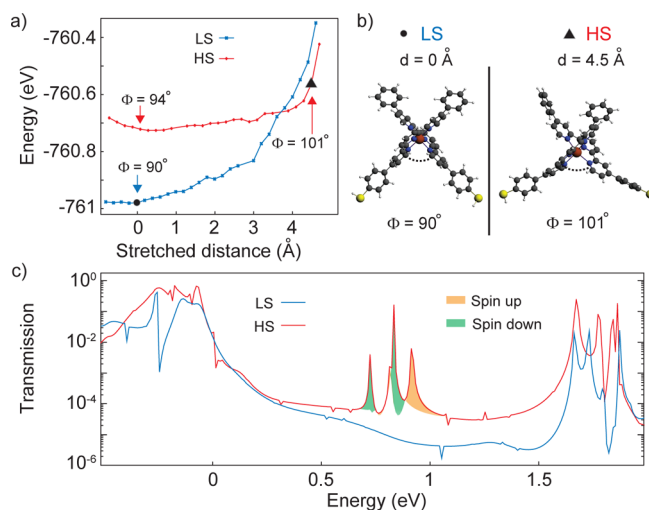 a)
-760.4
-760.6
-760.8
-761
Energy (eV)
LS
HS
Φ = 94°
Φ = 90°
Φ = 101°
0 1 2 3 4
Stretched distance (Å)
b)
● LS
d = 0 Å
▲ HS
d = 4.5 Å
Φ = 90°
Φ = 101°
c)
10⁰
10⁻²
10⁻⁴
10⁻⁶
Transmission
LS
HS
Spin up
Spin down
0 0.5 1 1.5
Energy (eV)